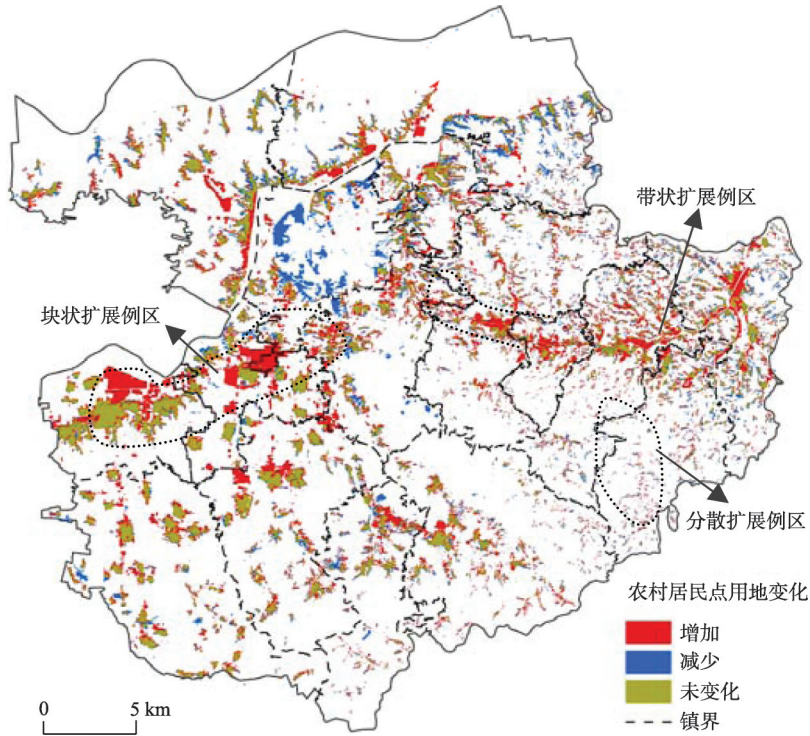 带状扩展例区
块状扩展例区
分散扩展例区
农村居民点用地变化
增加
减少
未变化
镇界
0 5 km